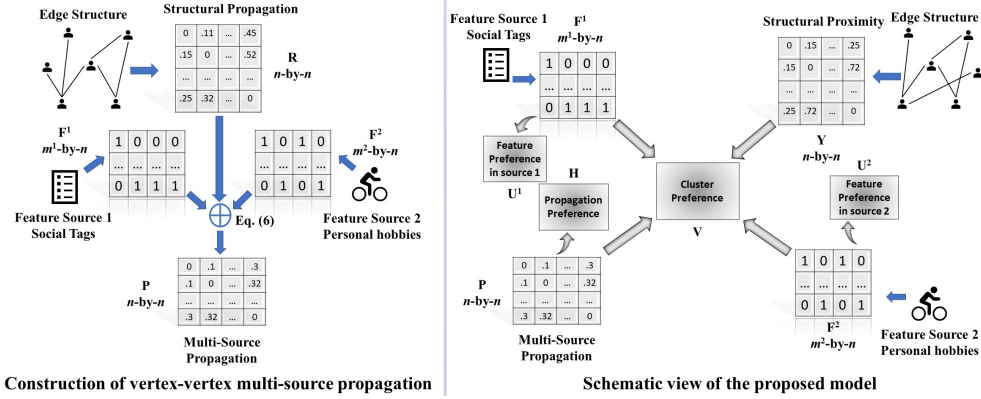 Structural Propagation
Edge Structure
0 .11 ... .45
.15 0 ... .52
... ... ... ...
.25 .32 ... 0
R
n-by-n
F¹
m¹-by-n
1 0 0 0
... ... ... ...
0 1 1 1
1 0 1 0
... ... ... ...
0 1 0 1
F²
m²-by-n
Feature Source 1
Social Tags
Eq. (6)
Feature Source 2
Personal hobbies
P
n-by-n
0 .1 ... .3
.1 0 ... .32
... ... ... ...
.3 .32 ... 0
Multi-Source
Propagation
Construction of vertex-vertex multi-source propagation
Feature Source 1
Social Tags
F¹
m¹-by-n
1 0 0 0
... ... ... ...
0 1 1 1
Structural Proximity
Edge Structure
0 .15 ... .25
.15 0 ... .72
... ... ... ...
.25 .72 ... 0
Y
n-by-n
Feature
Preference
in source 1
U¹
H
Propagation
Preference
Cluster
Preference
V
U²
Feature
Preference
in source 2
P
n-by-n
0 .1 ... .3
.1 0 ... .32
... ... ... ...
.3 .32 ... 0
Multi-Source
Propagation
1 0 1 0
... ... ... ...
0 1 0 1
F²
m²-by-n
Feature Source 2
Personal hobbies
Schematic view of the proposed model